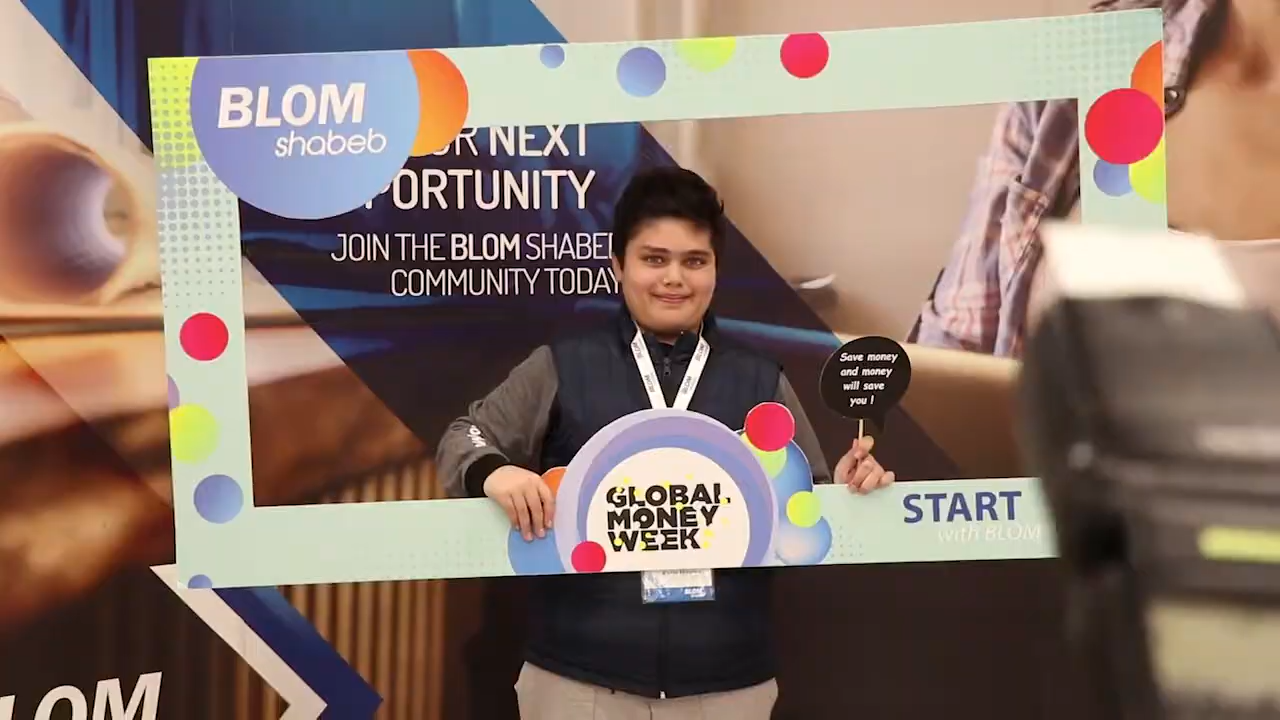 BLOM
shabeb
NEXT
PORTUNITY
JOIN THE BLOM SHABEB
COMMUNITY TODAY
Save money
and money
will save
you !
GLOBAL
MONEY
WEEK
START
with BLOM
BLOM